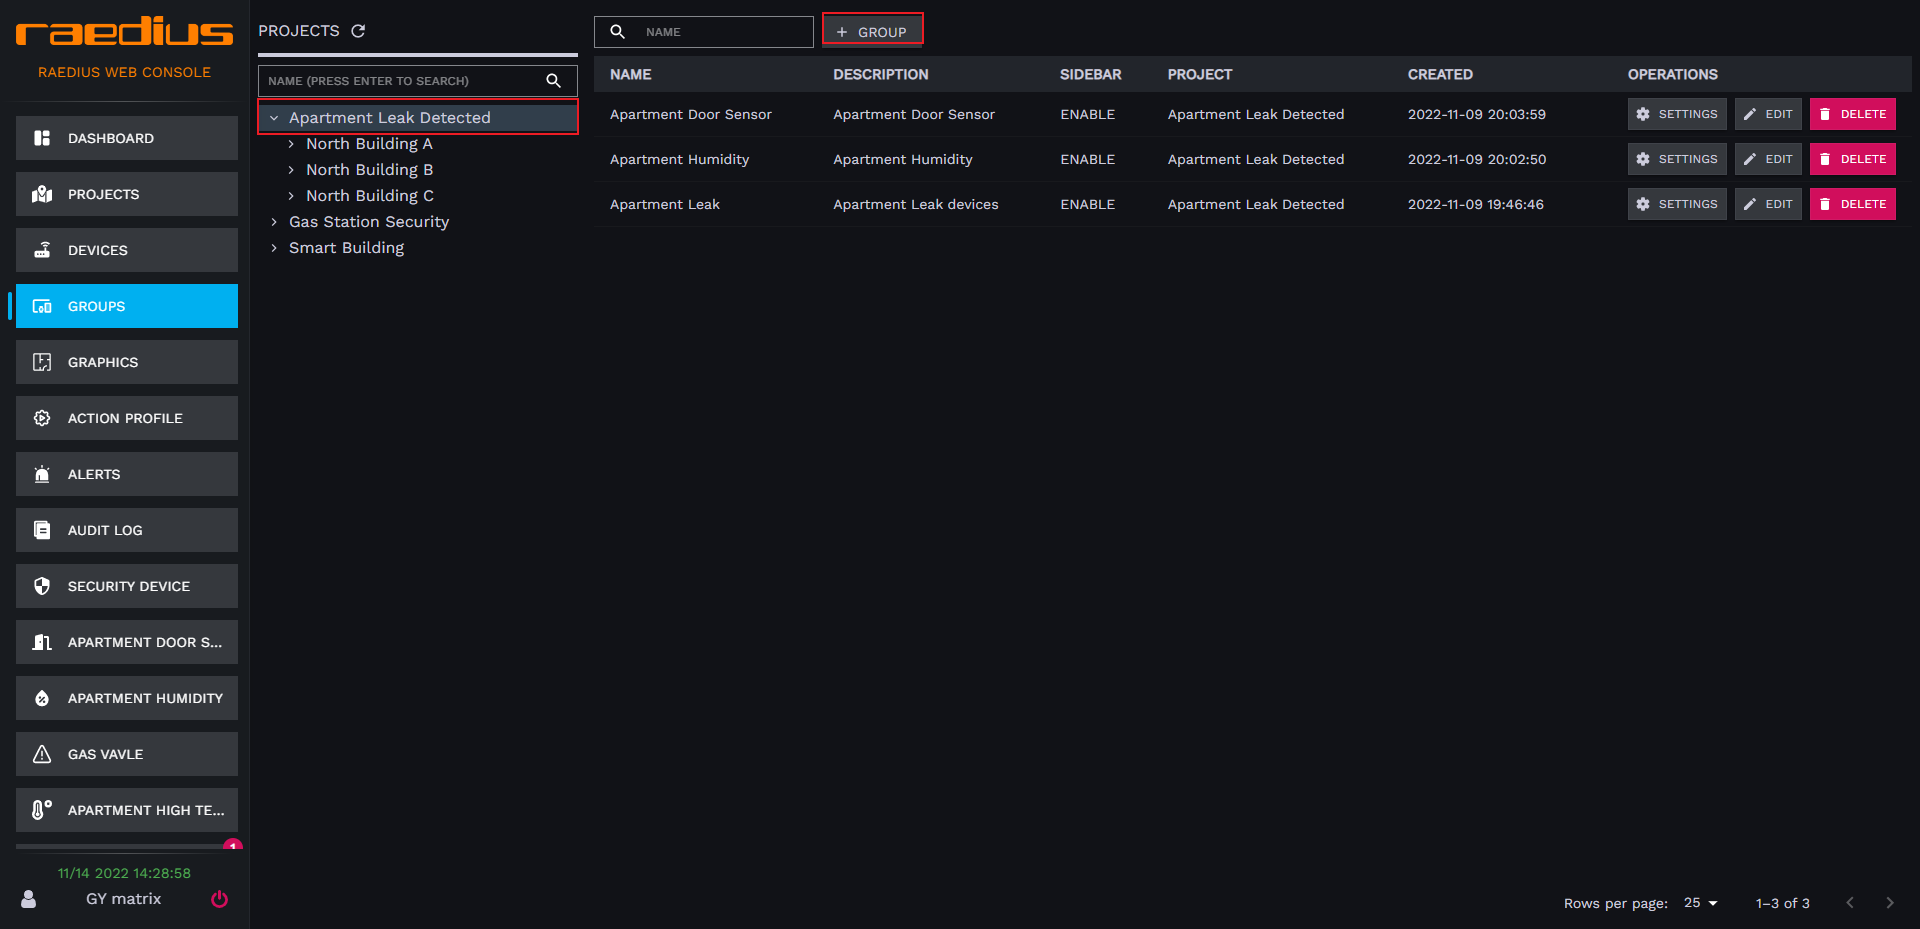 raedius
RAEDIUS WEB CONSOLE
DASHBOARD
PROJECTS
DEVICES
GROUPS
GRAPHICS
ACTION PROFILE
ALERTS
AUDIT LOG
SECURITY DEVICE
APARTMENT DOOR S...
APARTMENT HUMIDITY
GAS VAVLE
APARTMENT HIGH TE...
1
11/14 2022 14:28:58
GY matrix
PROJECTS
NAME (PRESS ENTER TO SEARCH)
Apartment Leak Detected
North Building A
North Building B
North Building C
Gas Station Security
Smart Building
NAME
+ GROUP
NAME DESCRIPTION SIDEBAR PROJECT CREATED OPERATIONS
Apartment Door Sensor Apartment Door Sensor ENABLE Apartment Leak Detected 2022-11-09 20:03:59 SETTINGS EDIT DELETE
Apartment Humidity Apartment Humidity ENABLE Apartment Leak Detected 2022-11-09 20:02:50 SETTINGS EDIT DELETE
Apartment Leak Apartment Leak devices ENABLE Apartment Leak Detected 2022-11-09 19:46:46 SETTINGS EDIT DELETE
Rows per page: 25 1–3 of 3